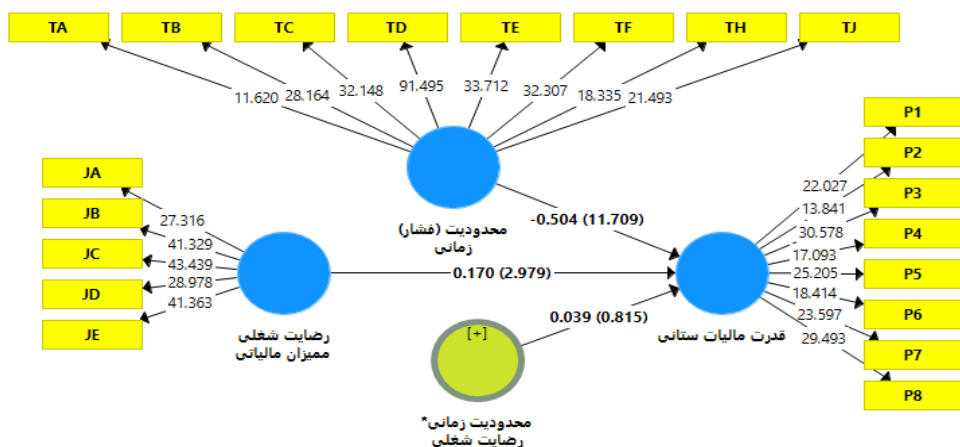 TA TB TC TD TE TF TH TJ
11.620 28.164 32.148 91.495 33.712 32.307 18.335 21.493
محدودیت (فشار)
زمانی
JA
JB
JC
JD
JE
27.316
41.329
43.439
28.978
41.363
رضایت شغلی
ممیزان مالیاتی
-0.504 (11.709)
0.170 (2.979)
0.039 (0.815)
[+]
محدودیت زمانی*
رضایت شغلی
قدرت مالیات ستانی
22.027
13.841
30.578
17.093
25.205
18.414
23.597
29.493
P1
P2
P3
P4
P5
P6
P7
P8